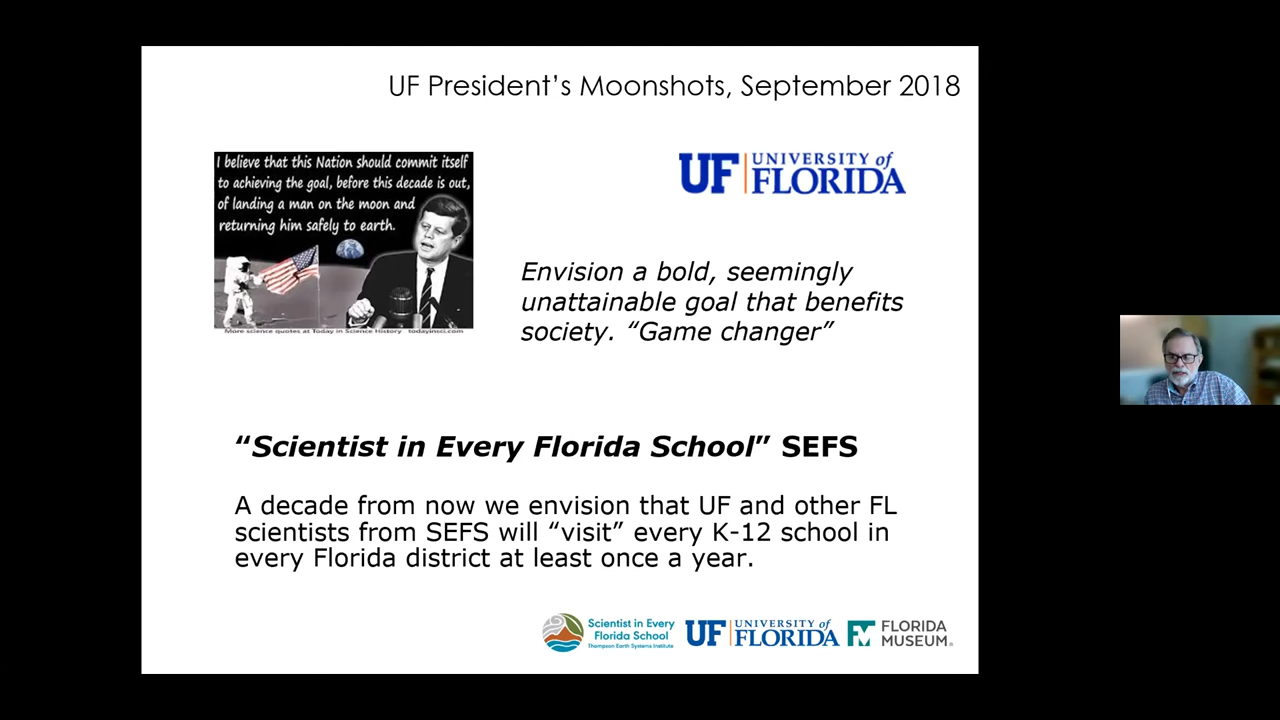 UF President's Moonshots, September 2018
I believe that this Nation should commit itself
to achieving the goal, before this decade is out,
of landing a man on the moon and
returning him safely to earth.
More science quotes at Today in Science History todayinsci.com
UF | UNIVERSITY of
FLORIDA
Envision a bold, seemingly
unattainable goal that benefits
society. “Game changer”
“Scientist in Every Florida School” SEFS
A decade from now we envision that UF and other FL
scientists from SEFS will “visit” every K-12 school in
every Florida district at least once a year.
Scientist in Every
Florida School
Thompson Earth Systems Institute
UF | UNIVERSITY of
FLORIDA
FM FLORIDA
MUSEUM®